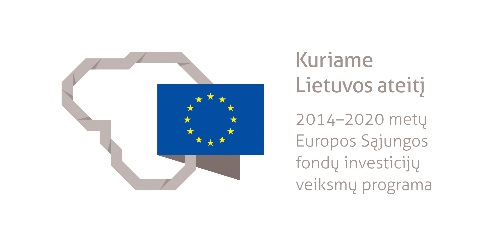 Kuriame
Lietuvos ateitį
2014–2020 metų
Europos Sąjungos
fondų investicijų
veiksmų programa